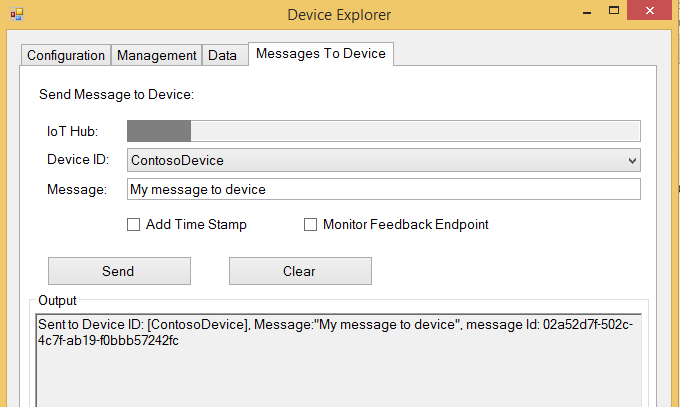 Device Explorer
Configuration Management Data Messages To Device
Send Message to Device:
IoT Hub:
Device ID: ContosoDevice
Message: My message to device
Add Time Stamp Monitor Feedback Endpoint
Send Clear
Output
Sent to Device ID: [ContosoDevice], Message:"My message to device", message Id: 02a52d7f-502c-
4c7f-ab19-f0bbb57242fc